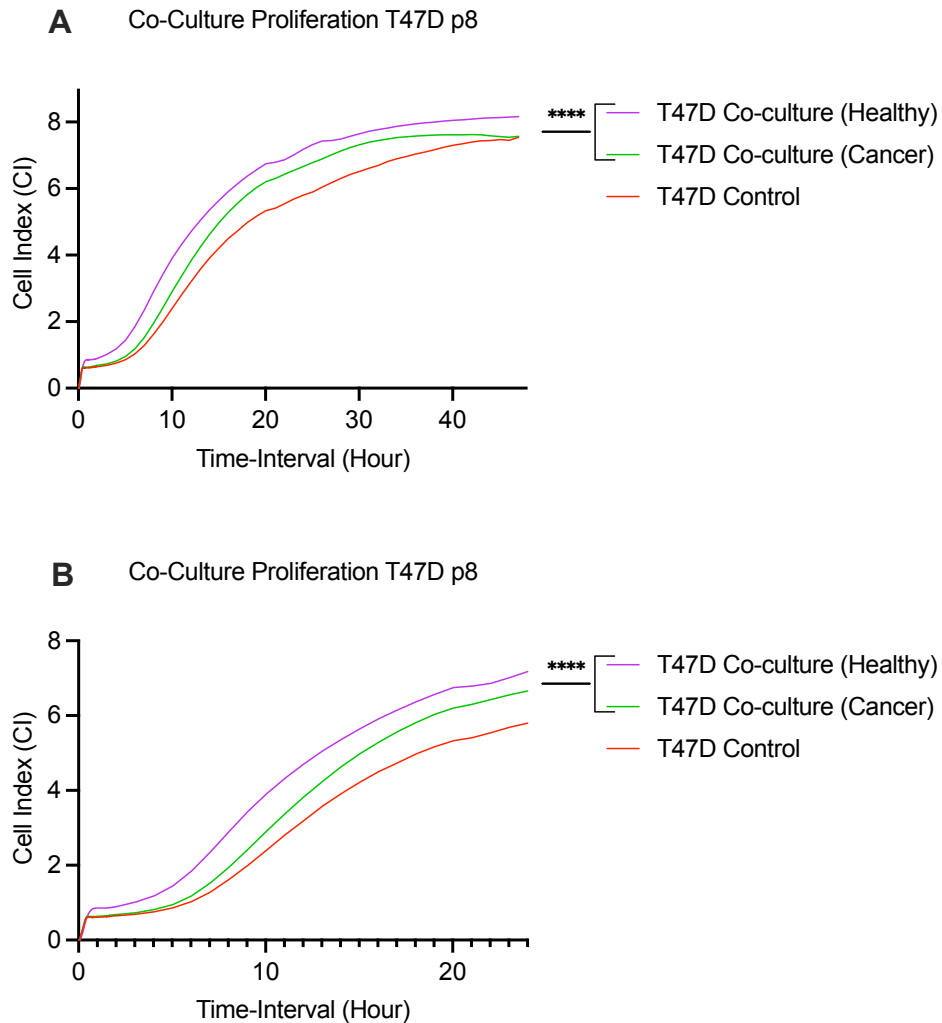 A Co-Culture Proliferation T47D p8
Cell Index (CI)
8
6
4
2
0
0 10 20 30 40
Time-Interval (Hour)
**** T47D Co-culture (Healthy)
T47D Co-culture (Cancer)
T47D Control
B Co-Culture Proliferation T47D p8
Cell Index (CI)
8
6
4
2
0
0 10 20
Time-Interval (Hour)
**** T47D Co-culture (Healthy)
T47D Co-culture (Cancer)
T47D Control